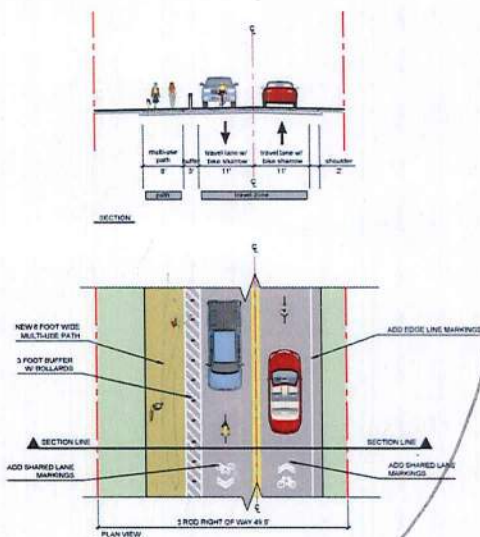 ℄
multi-use
path
8'
buffer
3'
travel lane w/
bike sharrow
11'
travel lane w/
bike sharrow
11'
shoulder
2'
path
℄
travel zone
SECTION
℄
NEW 8 FOOT WIDE
MULTI-USE PATH
3 FOOT BUFFER
W/ BOLLARDS
ADD EDGE LINE MARKINGS
SECTION LINE
SECTION LINE
ADD SHARED LANE
MARKINGS
ADD SHARED LANE
MARKINGS
3 ROD RIGHT OF WAY 49.5'
PLAN VIEW